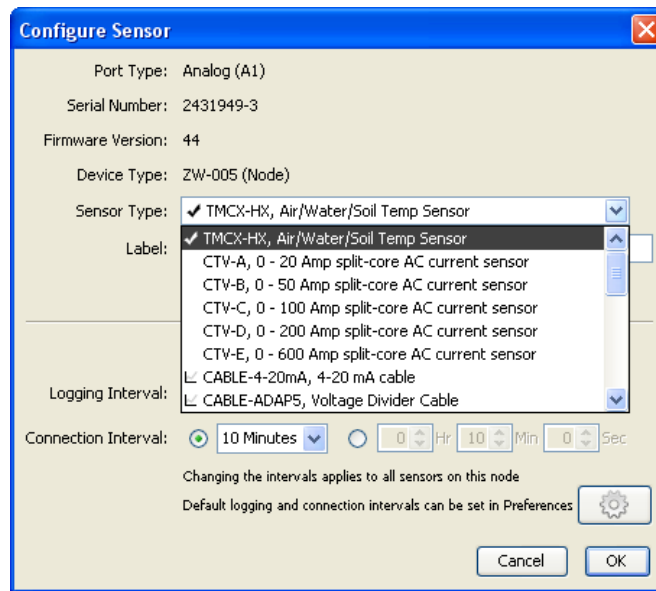 Configure Sensor
Port Type: Analog (A1)
Serial Number: 2431949-3
Firmware Version: 44
Device Type: ZW-005 (Node)
Sensor Type: TMCX-HX, Air/Water/Soil Temp Sensor
Label:
TMCX-HX, Air/Water/Soil Temp Sensor
CTV-A, 0 - 20 Amp split-core AC current sensor
CTV-B, 0 - 50 Amp split-core AC current sensor
CTV-C, 0 - 100 Amp split-core AC current sensor
CTV-D, 0 - 200 Amp split-core AC current sensor
CTV-E, 0 - 600 Amp split-core AC current sensor
CABLE-4-20mA, 4-20 mA cable
CABLE-ADAP5, Voltage Divider Cable
Logging Interval:
Connection Interval: 10 Minutes 0 Hr 10 Min 0 Sec
Changing the intervals applies to all sensors on this node
Default logging and connection intervals can be set in Preferences
Cancel OK